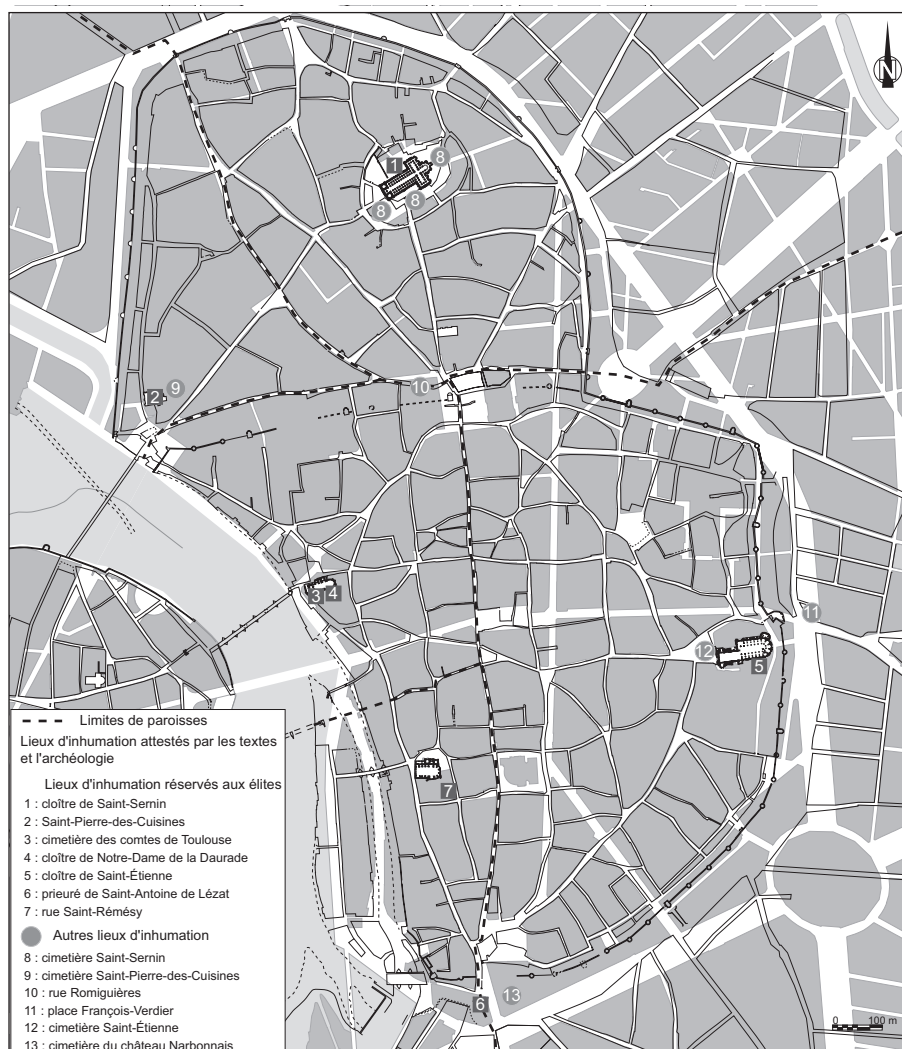 N
1
8
8
8
2
9
10
3
4
11
12
5
7
6
13
0 100 m
Limites de paroisses
Lieux d'inhumation attestés par les textes
et l'archéologie
Lieux d'inhumation réservés aux élites
1 : cloître de Saint-Sernin
2 : Saint-Pierre-des-Cuisines
3 : cimetière des comtes de Toulouse
4 : cloître de Notre-Dame de la Daurade
5 : cloître de Saint-Étienne
6 : prieuré de Saint-Antoine de Lézat
7 : rue Saint-Rémésy
Autres lieux d'inhumation
8 : cimetière Saint-Sernin
9 : cimetière Saint-Pierre-des-Cuisines
10 : rue Romiguières
11 : place François-Verdier
12 : cimetière Saint-Étienne
13 : cimetière du château Narbonnais